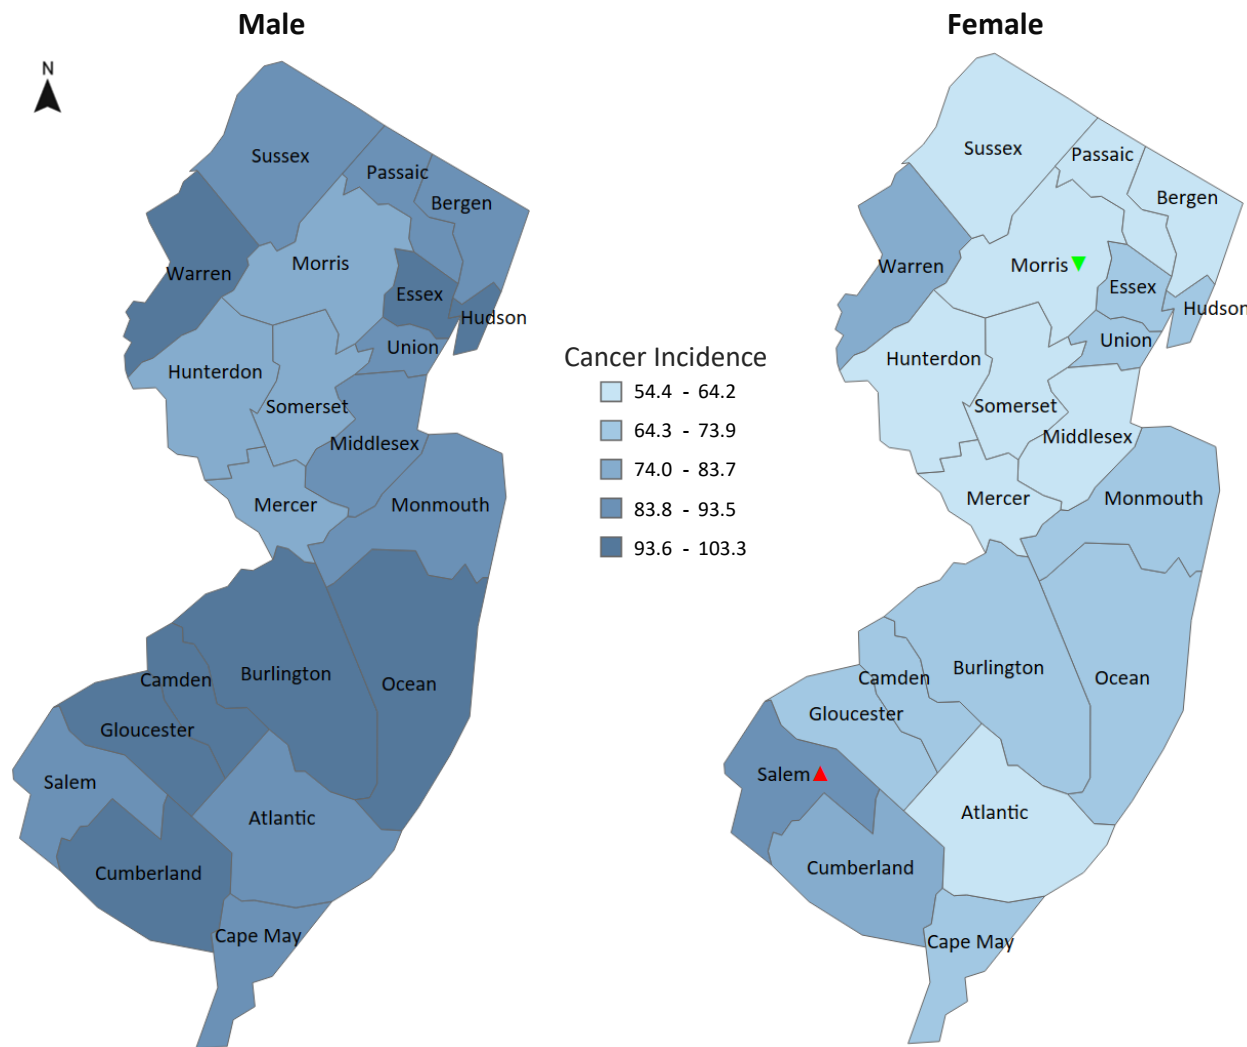 Male
N
Sussex
Passaic
Bergen
Warren
Morris
Essex
Hudson
Union
Hunterdon
Somerset
Middlesex
Mercer
Monmouth
Burlington
Camden
Ocean
Gloucester
Salem
Atlantic
Cumberland
Cape May
Cancer Incidence
54.4 - 64.2
64.3 - 73.9
74.0 - 83.7
83.8 - 93.5
93.6 - 103.3
Female
Sussex
Passaic
Bergen
Warren
Morris
Essex
Hudson
Union
Hunterdon
Somerset
Middlesex
Mercer
Monmouth
Burlington
Camden
Ocean
Gloucester
Salem
Atlantic
Cumberland
Cape May